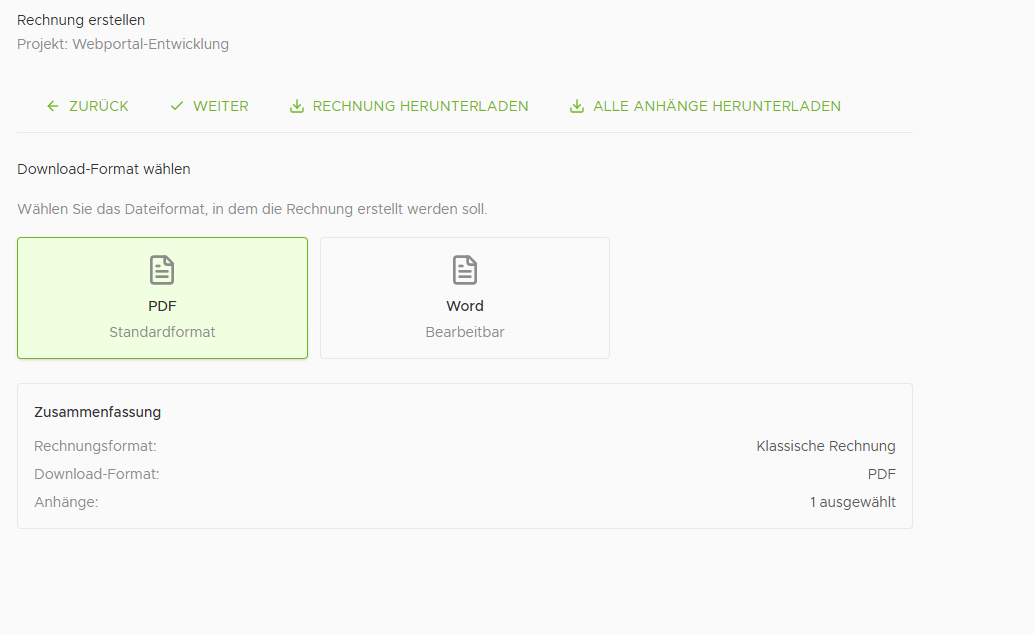 Rechnung erstellen
Projekt: Webportal-Entwicklung
ZURÜCK WEITER RECHNUNG HERUNTERLADEN ALLE ANHÄNGE HERUNTERLADEN
Download-Format wählen
Wählen Sie das Dateiformat, in dem die Rechnung erstellt werden soll.
PDF
Standardformat
Word
Bearbeitbar
Zusammenfassung
Rechnungsformat: Klassische Rechnung
Download-Format: PDF
Anhänge: 1 ausgewählt